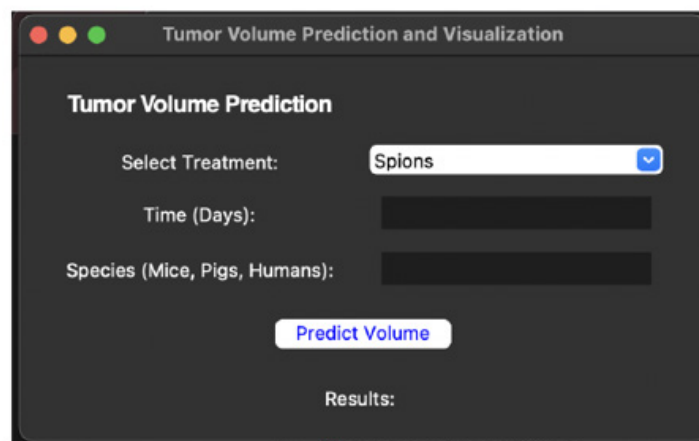 Tumor Volume Prediction and Visualization
Tumor Volume Prediction
Select Treatment: Spions
Time (Days):
Species (Mice, Pigs, Humans):
Predict Volume
Results: